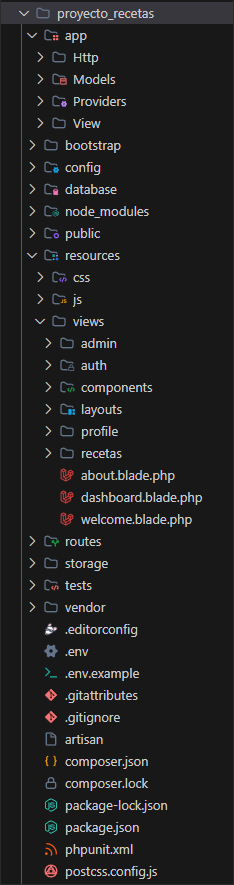 proyecto_recetas
app
Http
Models
Providers
View
bootstrap
config
database
node_modules
public
resources
css
js
views
admin
auth
components
layouts
profile
recetas
about.blade.php
dashboard.blade.php
welcome.blade.php
routes
storage
tests
vendor
.editorconfig
.env
.env.example
.gitattributes
.gitignore
artisan
composer.json
composer.lock
package-lock.json
package.json
phpunit.xml
postcss.config.js